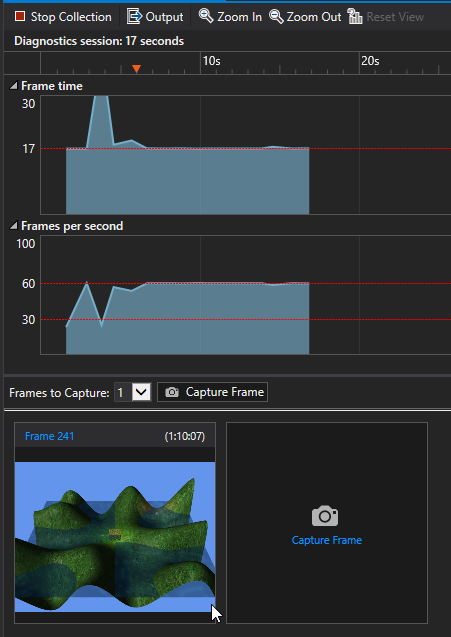 Stop Collection Output Zoom In Zoom Out Reset View
Diagnostics session: 17 seconds
10s 20s
Frame time
30
17
Frames per second
100
60
30
Frames to Capture: 1 Capture Frame
Frame 241 (1:10:07)
Capture Frame